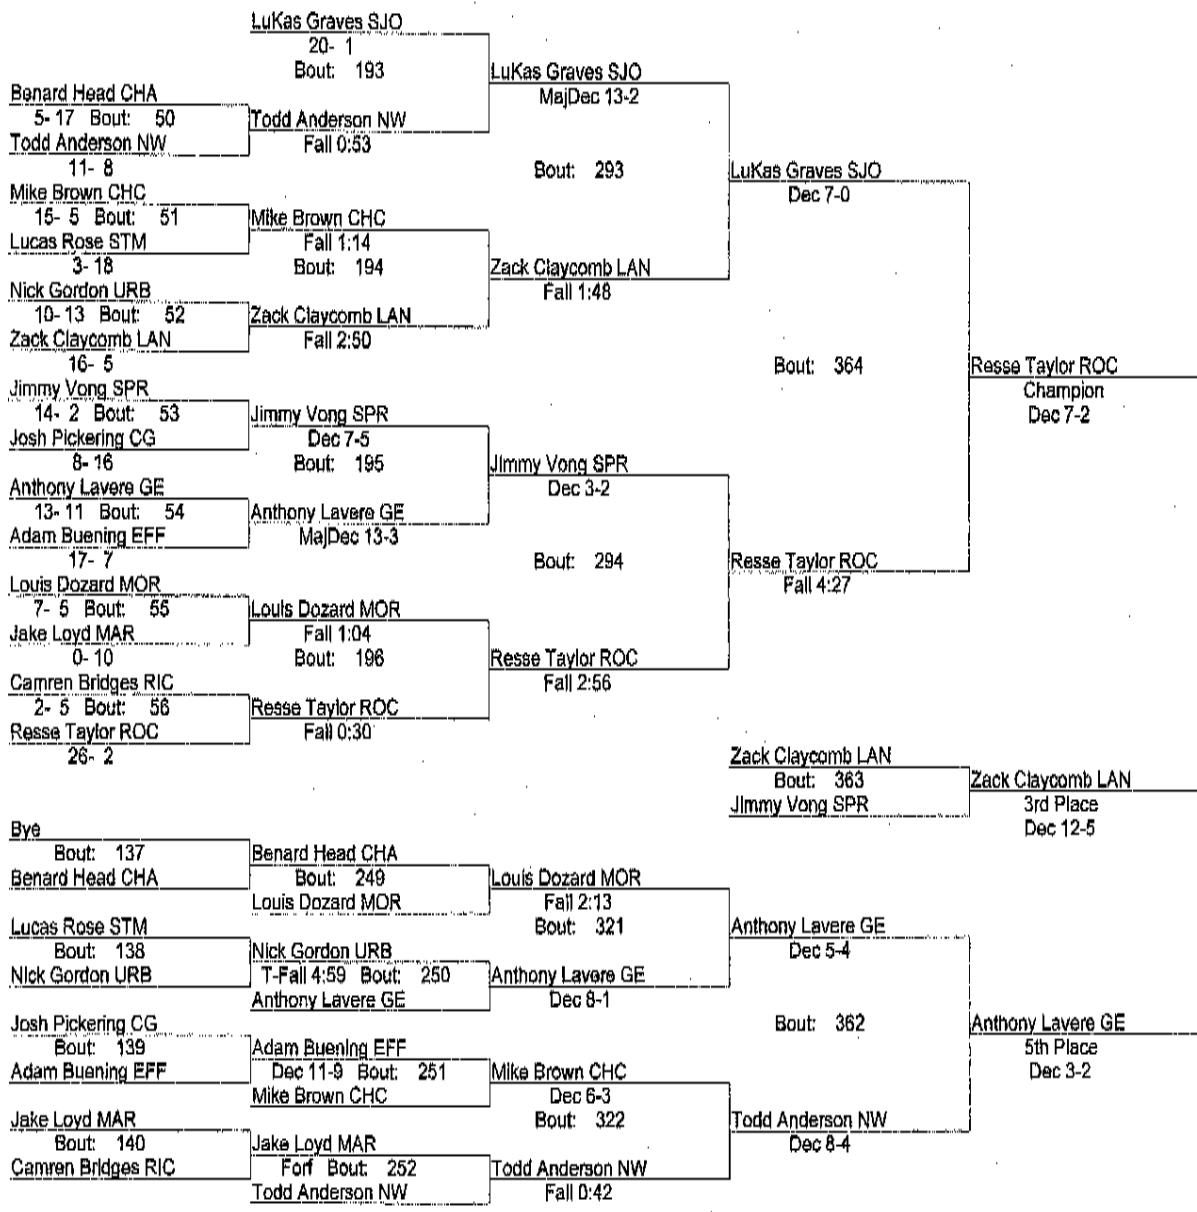 LuKas Graves SJO
20- 1
Bout: 193
LuKas Graves SJO
MajDec 13-2
Benard Head CHA
5- 17 Bout: 50
Todd Anderson NW
Fall 0:53
Todd Anderson NW
11- 8
Bout: 293
LuKas Graves SJO
Dec 7-0
Mike Brown CHC
15- 5 Bout: 51
Mike Brown CHC
Fall 1:14
Lucas Rose STM
3- 18
Bout: 194
Zack Claycomb LAN
Fall 1:48
Nick Gordon URB
10- 13 Bout: 52
Zack Claycomb LAN
Fall 2:50
Zack Claycomb LAN
16- 5
Bout: 364
Resse Taylor ROC
Champion
Dec 7-2
Jimmy Vong SPR
14- 2 Bout: 53
Jimmy Vong SPR
Dec 7-5
Josh Pickering CG
8- 16
Bout: 195
Jimmy Vong SPR
Dec 3-2
Anthony Lavere GE
13- 11 Bout: 54
Anthony Lavere GE
MajDec 13-3
Adam Buening EFF
17- 7
Bout: 294
Resse Taylor ROC
Fall 4:27
Louis Dozard MOR
7- 5 Bout: 55
Louis Dozard MOR
Fall 1:04
Jake Loyd MAR
0- 10
Bout: 196
Resse Taylor ROC
Fall 2:56
Camren Bridges RIC
2- 5 Bout: 56
Resse Taylor ROC
Fall 0:30
Resse Taylor ROC
26- 2
Zack Claycomb LAN
Bout: 363
Jimmy Vong SPR
Zack Claycomb LAN
3rd Place
Dec 12-5
Bye
Bout: 137
Benard Head CHA
Benard Head CHA
Bout: 249
Louis Dozard MOR
Louis Dozard MOR
Fall 2:13
Bout: 321
Lucas Rose STM
Bout: 138
Nick Gordon URB
Nick Gordon URB
T-Fall 4:59 Bout: 250
Anthony Lavere GE
Anthony Lavere GE
Dec 8-1
Anthony Lavere GE
Dec 5-4
Bout: 362
Anthony Lavere GE
5th Place
Dec 3-2
Josh Pickering CG
Bout: 139
Adam Buening EFF
Adam Buening EFF
Dec 11-9 Bout: 251
Mike Brown CHC
Mike Brown CHC
Dec 6-3
Bout: 322
Todd Anderson NW
Dec 8-4
Jake Loyd MAR
Bout: 140
Camren Bridges RIC
Jake Loyd MAR
Forf Bout: 252
Todd Anderson NW
Todd Anderson NW
Fall 0:42